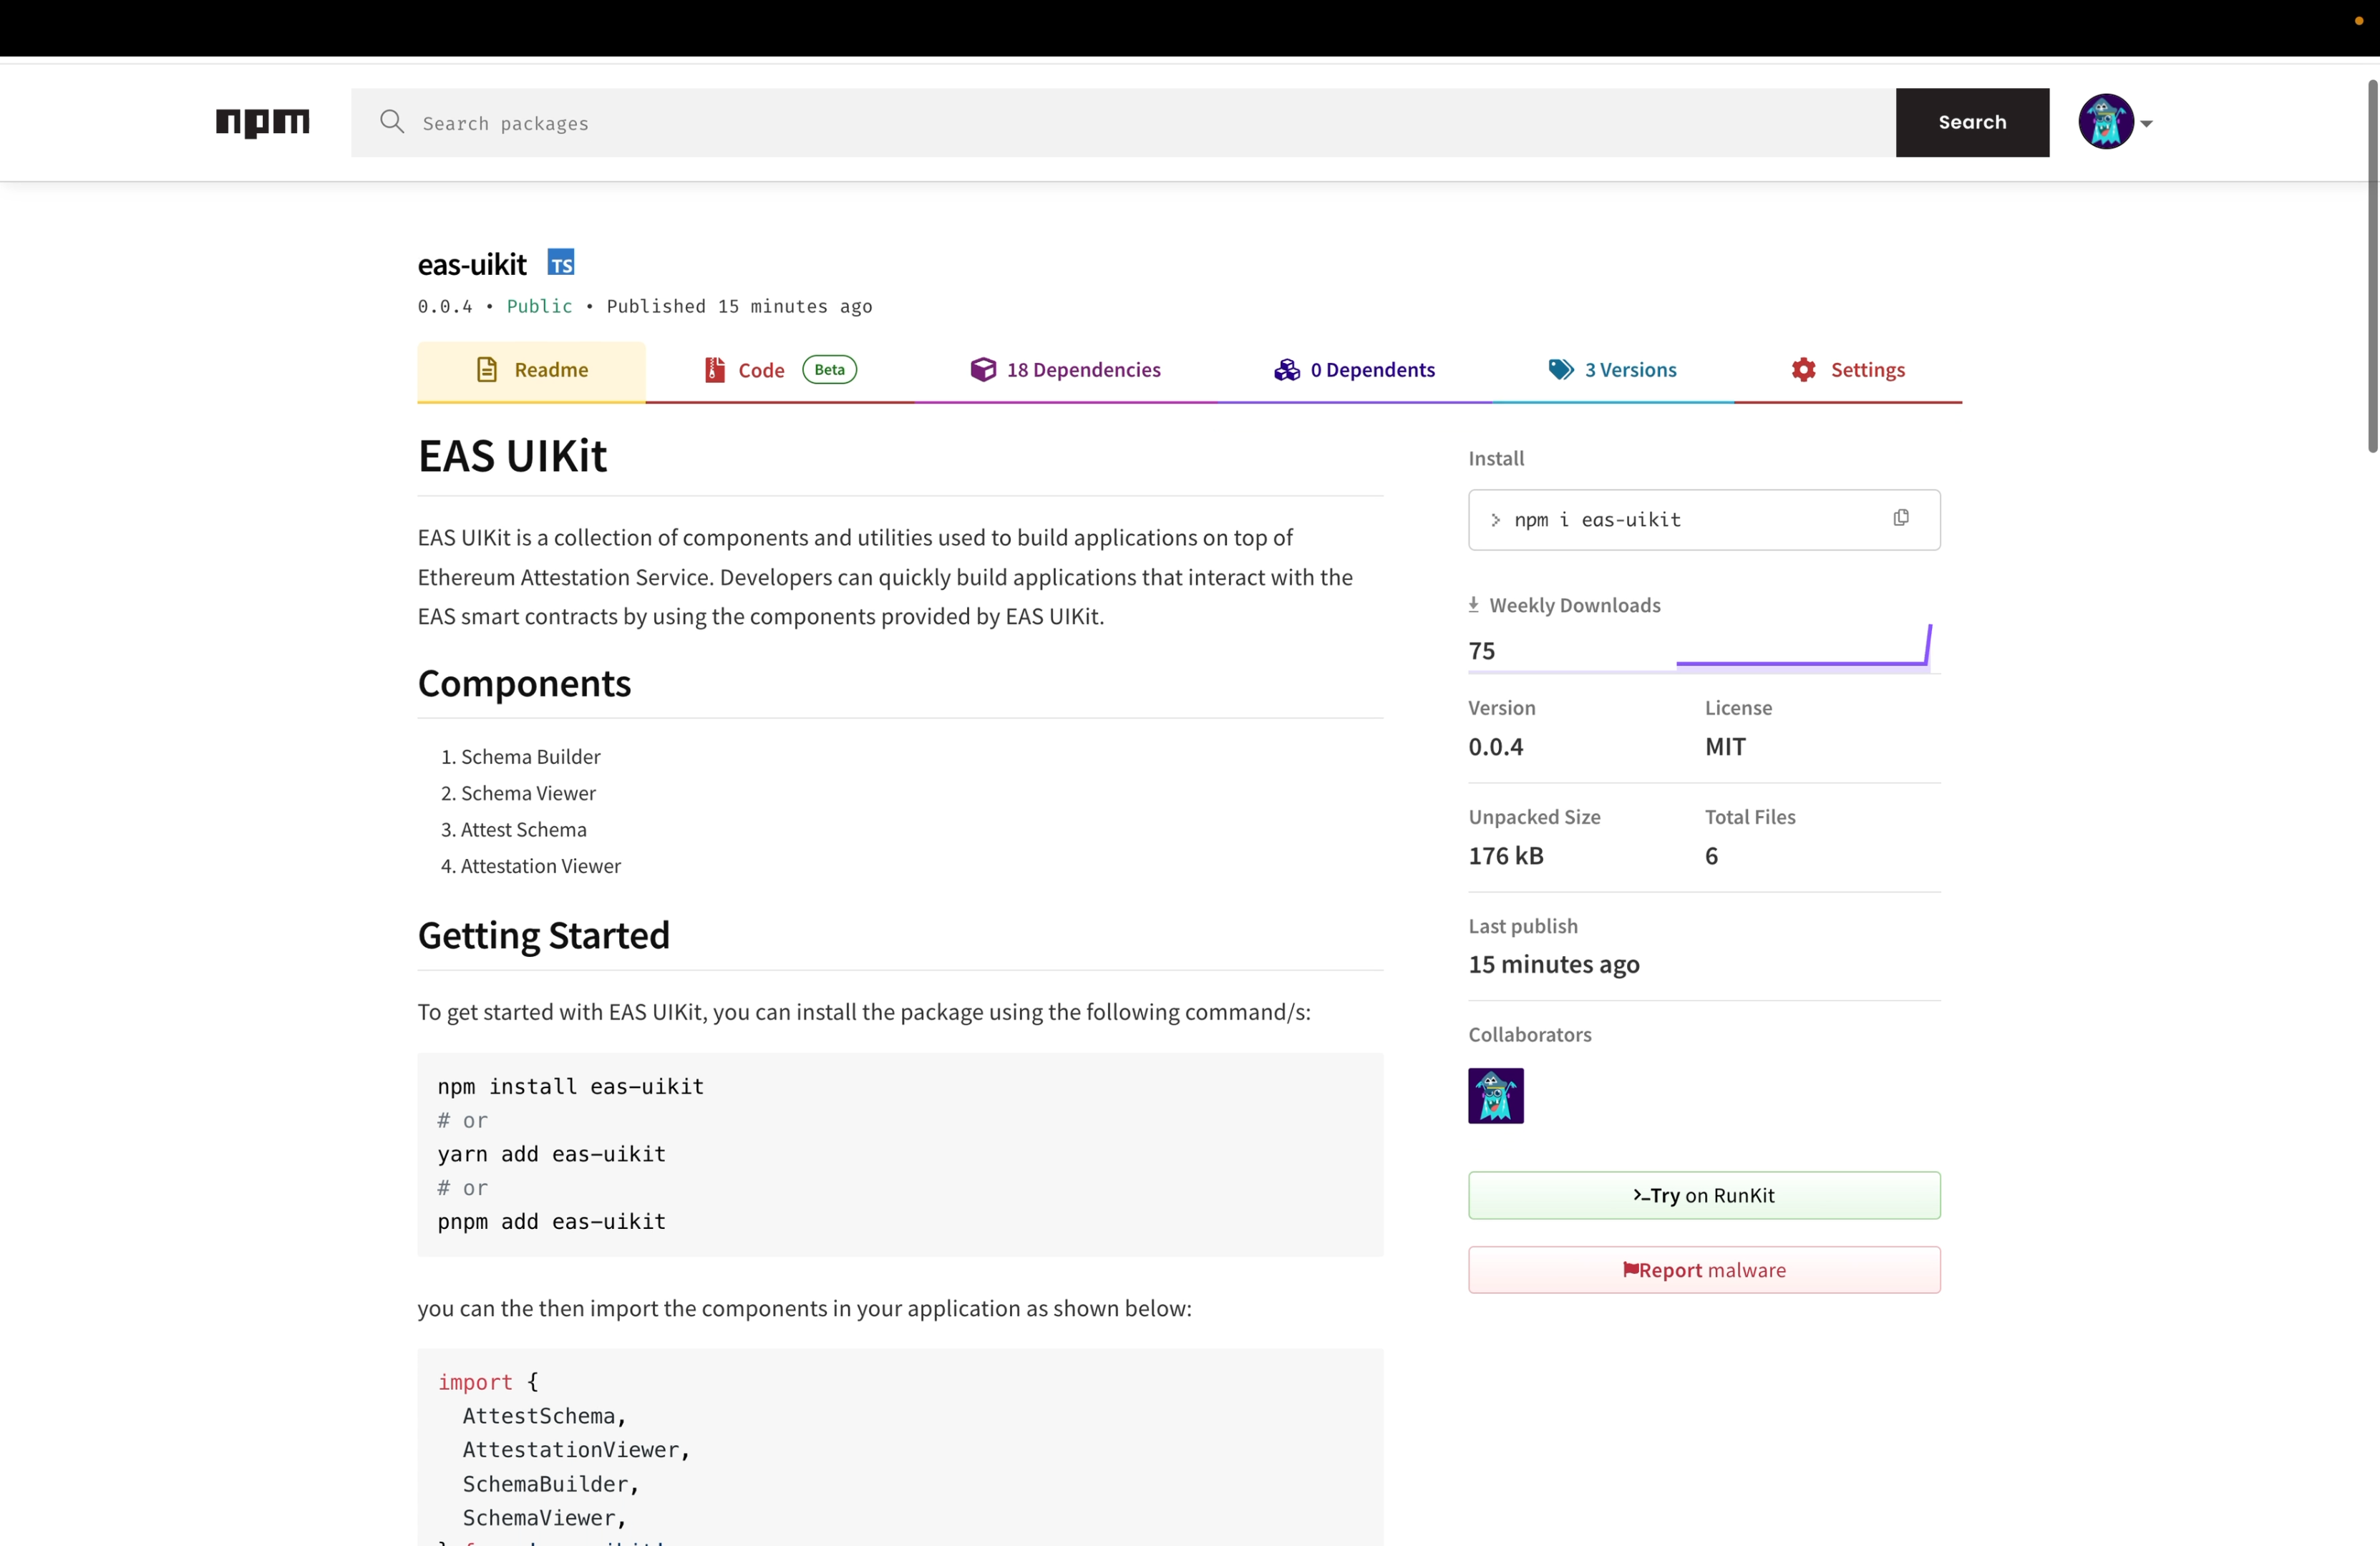 npm
Search packages
Search
eas-uikit TS
0.0.4 • Public • Published 15 minutes ago
Readme
Code Beta
18 Dependencies
0 Dependents
3 Versions
Settings
EAS UIKit
EAS UIKit is a collection of components and utilities used to build applications on top of
Ethereum Attestation Service. Developers can quickly build applications that interact with the
EAS smart contracts by using the components provided by EAS UIKit.
Components
1. Schema Builder
2. Schema Viewer
3. Attest Schema
4. Attestation Viewer
Getting Started
To get started with EAS UIKit, you can install the package using the following command/s:
npm install eas-uikit
# or
yarn add eas-uikit
# or
pnpm add eas-uikit
you can the then import the components in your application as shown below:
import {
AttestSchema,
AttestationViewer,
SchemaBuilder,
SchemaViewer,
Install
> npm i eas-uikit
Weekly Downloads
75
Version
0.0.4
License
MIT
Unpacked Size
176 kB
Total Files
6
Last publish
15 minutes ago
Collaborators
>_Try on RunKit
Report malware